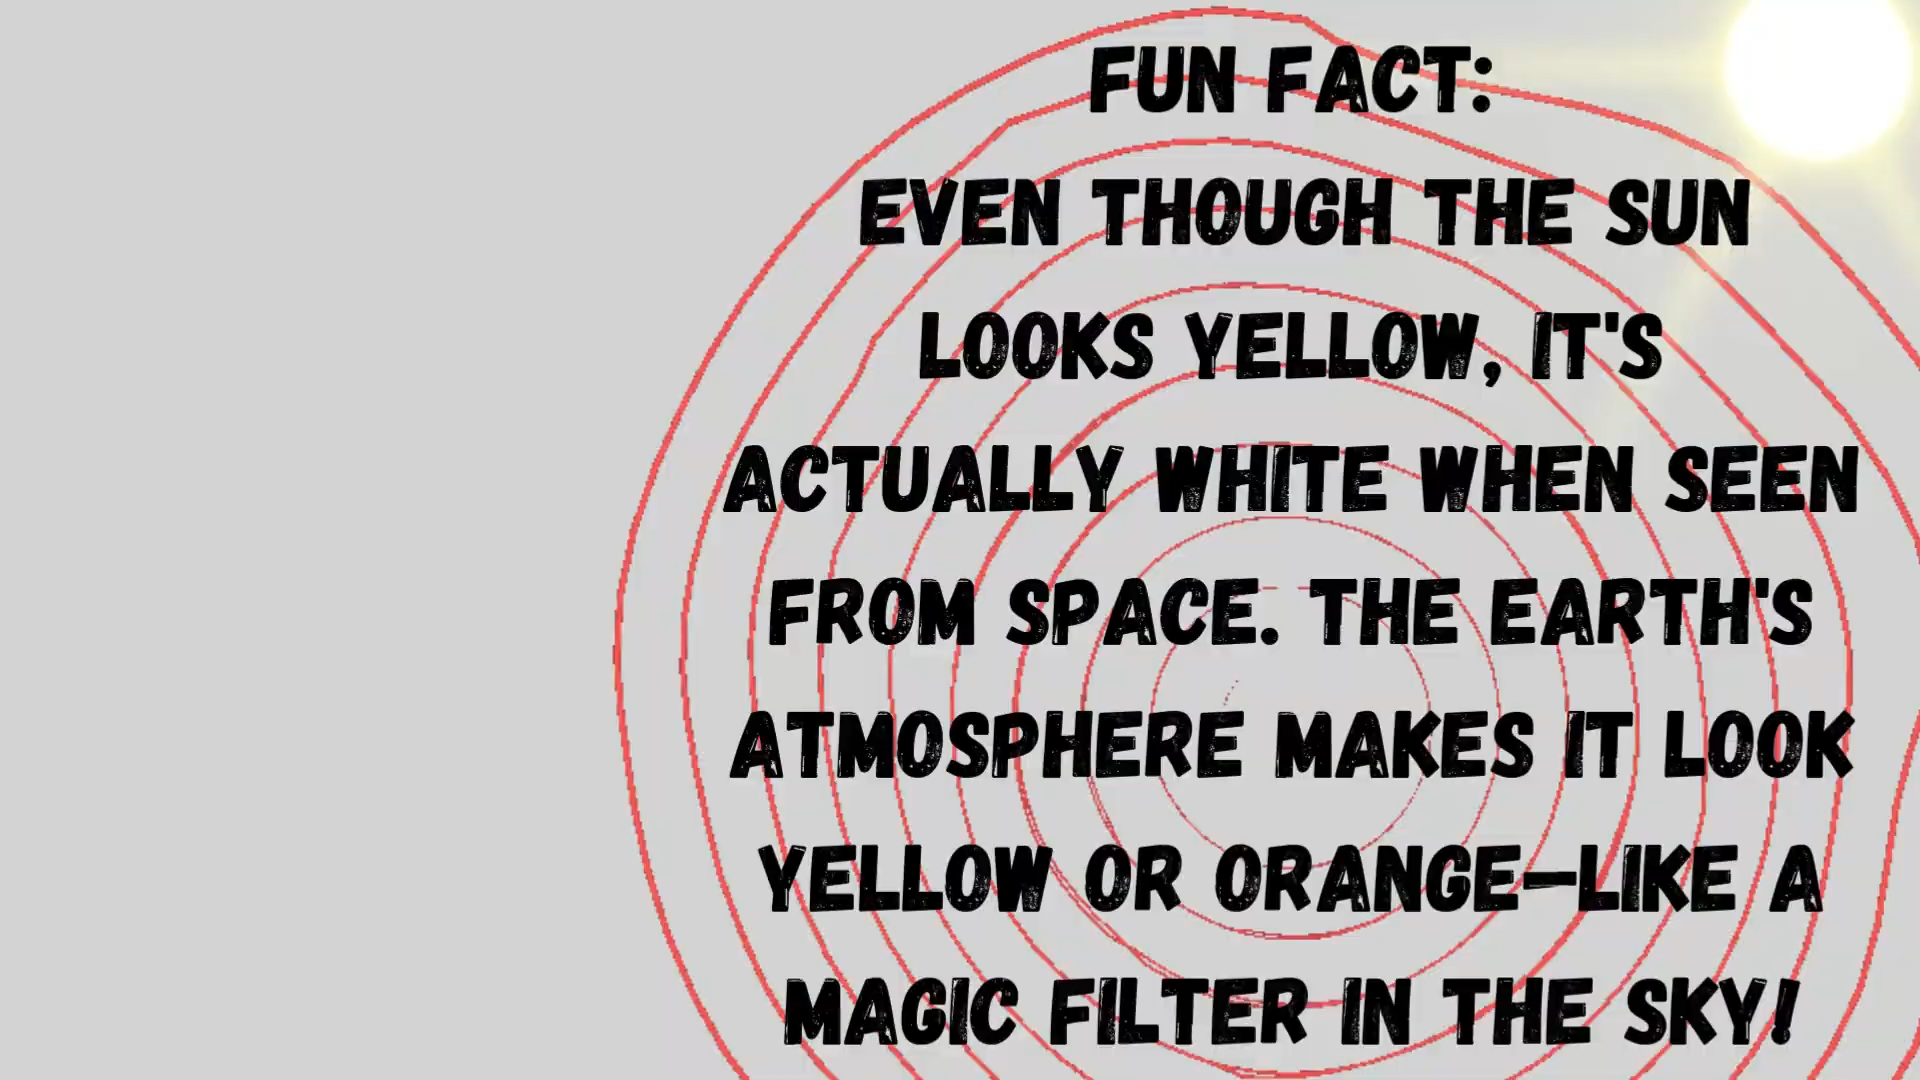 FUN FACT:
EVEN THOUGH THE SUN
LOOKS YELLOW, IT'S
ACTUALLY WHITE WHEN SEEN
FROM SPACE. THE EARTH'S
ATMOSPHERE MAKES IT LOOK
YELLOW OR ORANGE—LIKE A
MAGIC FILTER IN THE SKY!